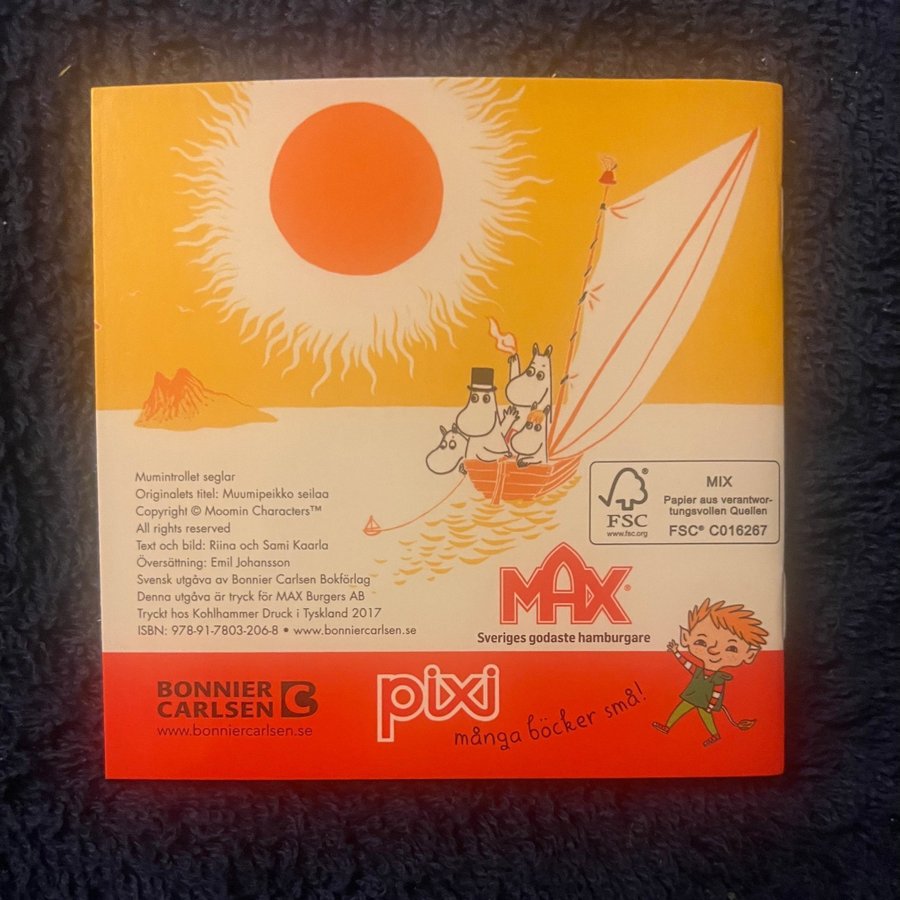 Mumintrollet seglar
Originalets titel: Muumipeikko seilaa
Copyright © Moomin Characters™
All rights reserved
Text och bild: Riina och Sami Kaarla
Översättning: Emil Johansson
Svensk utgåva av Bonnier Carlsen Bokförlag
Denna utgåva är tryck för MAX Burgers AB
Tryckt hos Kohlhammer Druck i Tyskland 2017
ISBN: 978-91-7803-206-8 • www.bonniercarlsen.se
FSC
www.fsc.org
MIX
Papier aus verantwor-
tungsvollen Quellen
FSC® C016267
MAX®
Sveriges godaste hamburgare
BONNIER
CARLSEN
www.bonniercarlsen.se
pixi
många böcker små!